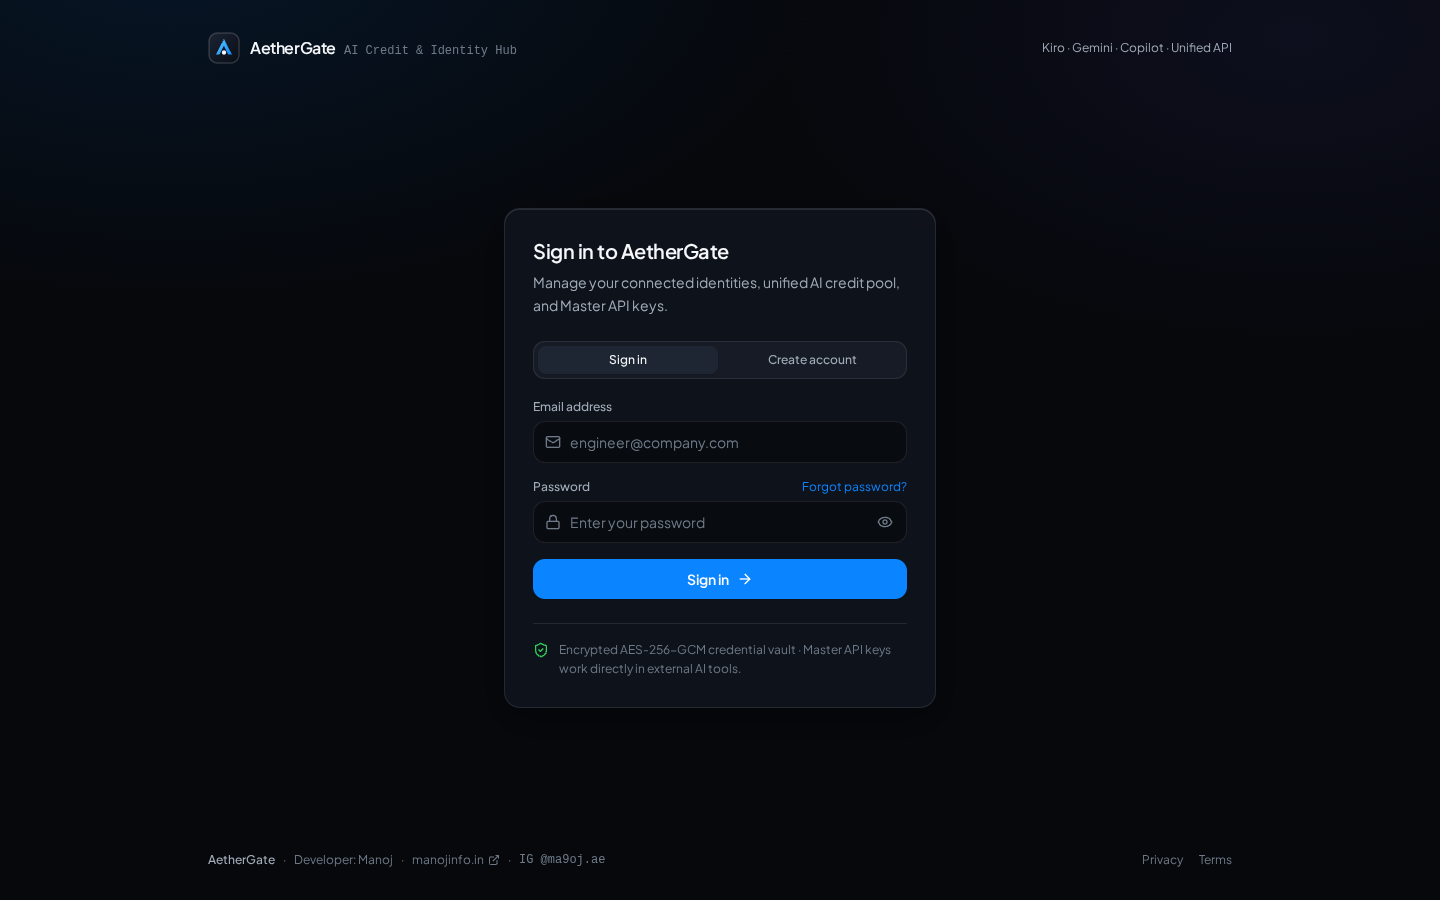 AetherGate AI Credit & Identity Hub
Kiro · Gemini · Copilot · Unified API
Sign in to AetherGate
Manage your connected identities, unified AI credit pool,
and Master API keys.
Sign in
Create account
Email address
engineer@company.com
Password
Forgot password?
Enter your password
Sign in
Encrypted AES-256-GCM credential vault · Master API keys
work directly in external AI tools.
AetherGate · Developer: Manoj · manojinfo.in · IG @ma9oj.ae
Privacy
Terms